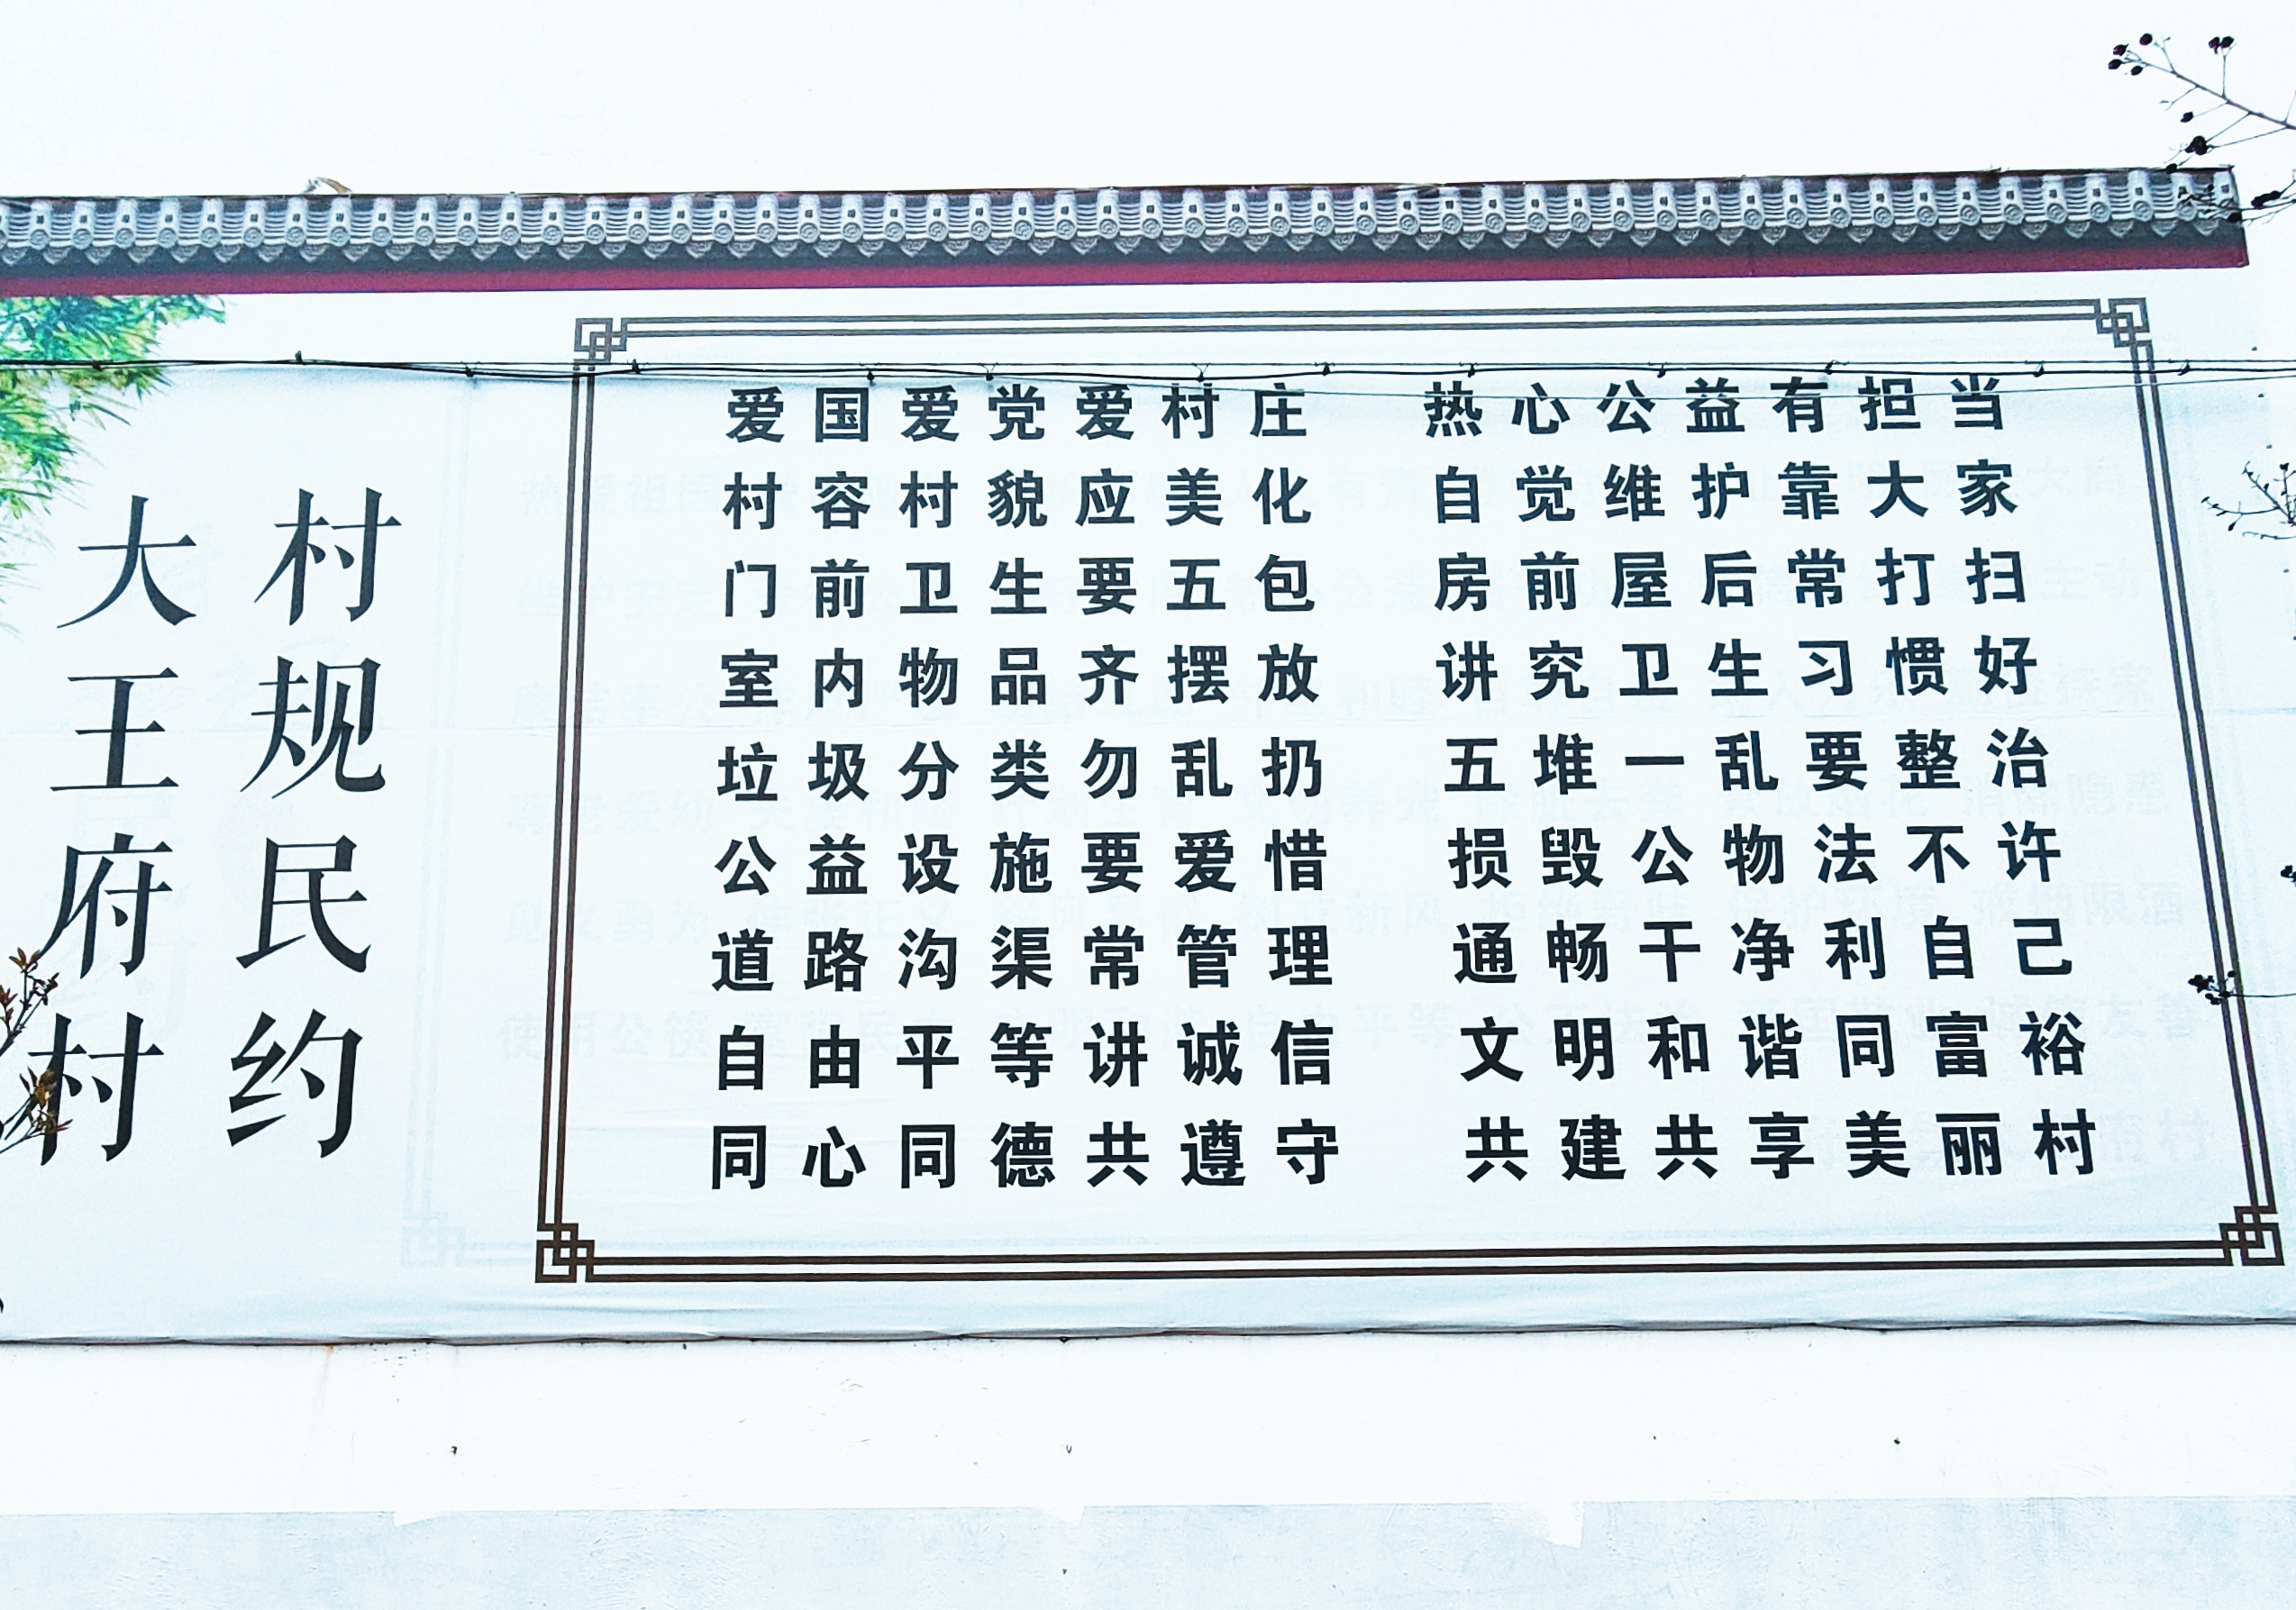 大王府村
村规民约
爱国爱党爱村庄 热心公益有担当
村容村貌应美化 自觉维护靠大家
门前卫生要五包 房前屋后常打扫
室内物品齐摆放 讲究卫生习惯好
垃圾分类勿乱扔 五堆一乱要整治
公益设施要爱惜 损毁公物法不许
道路沟渠常管理 通畅干净利自己
自由平等讲诚信 文明和谐同富裕
同心同德共遵守 共建共享美丽村